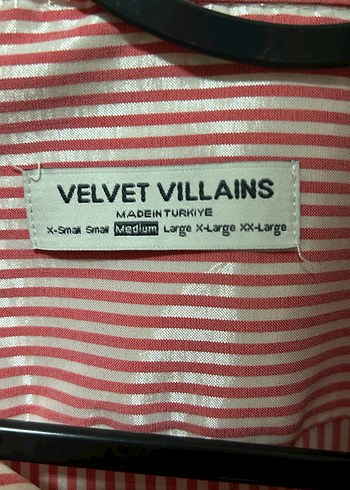 VELVET VILLAINS
MADE IN TURKIYE
X-Small Small Medium Large X-Large XX-Large